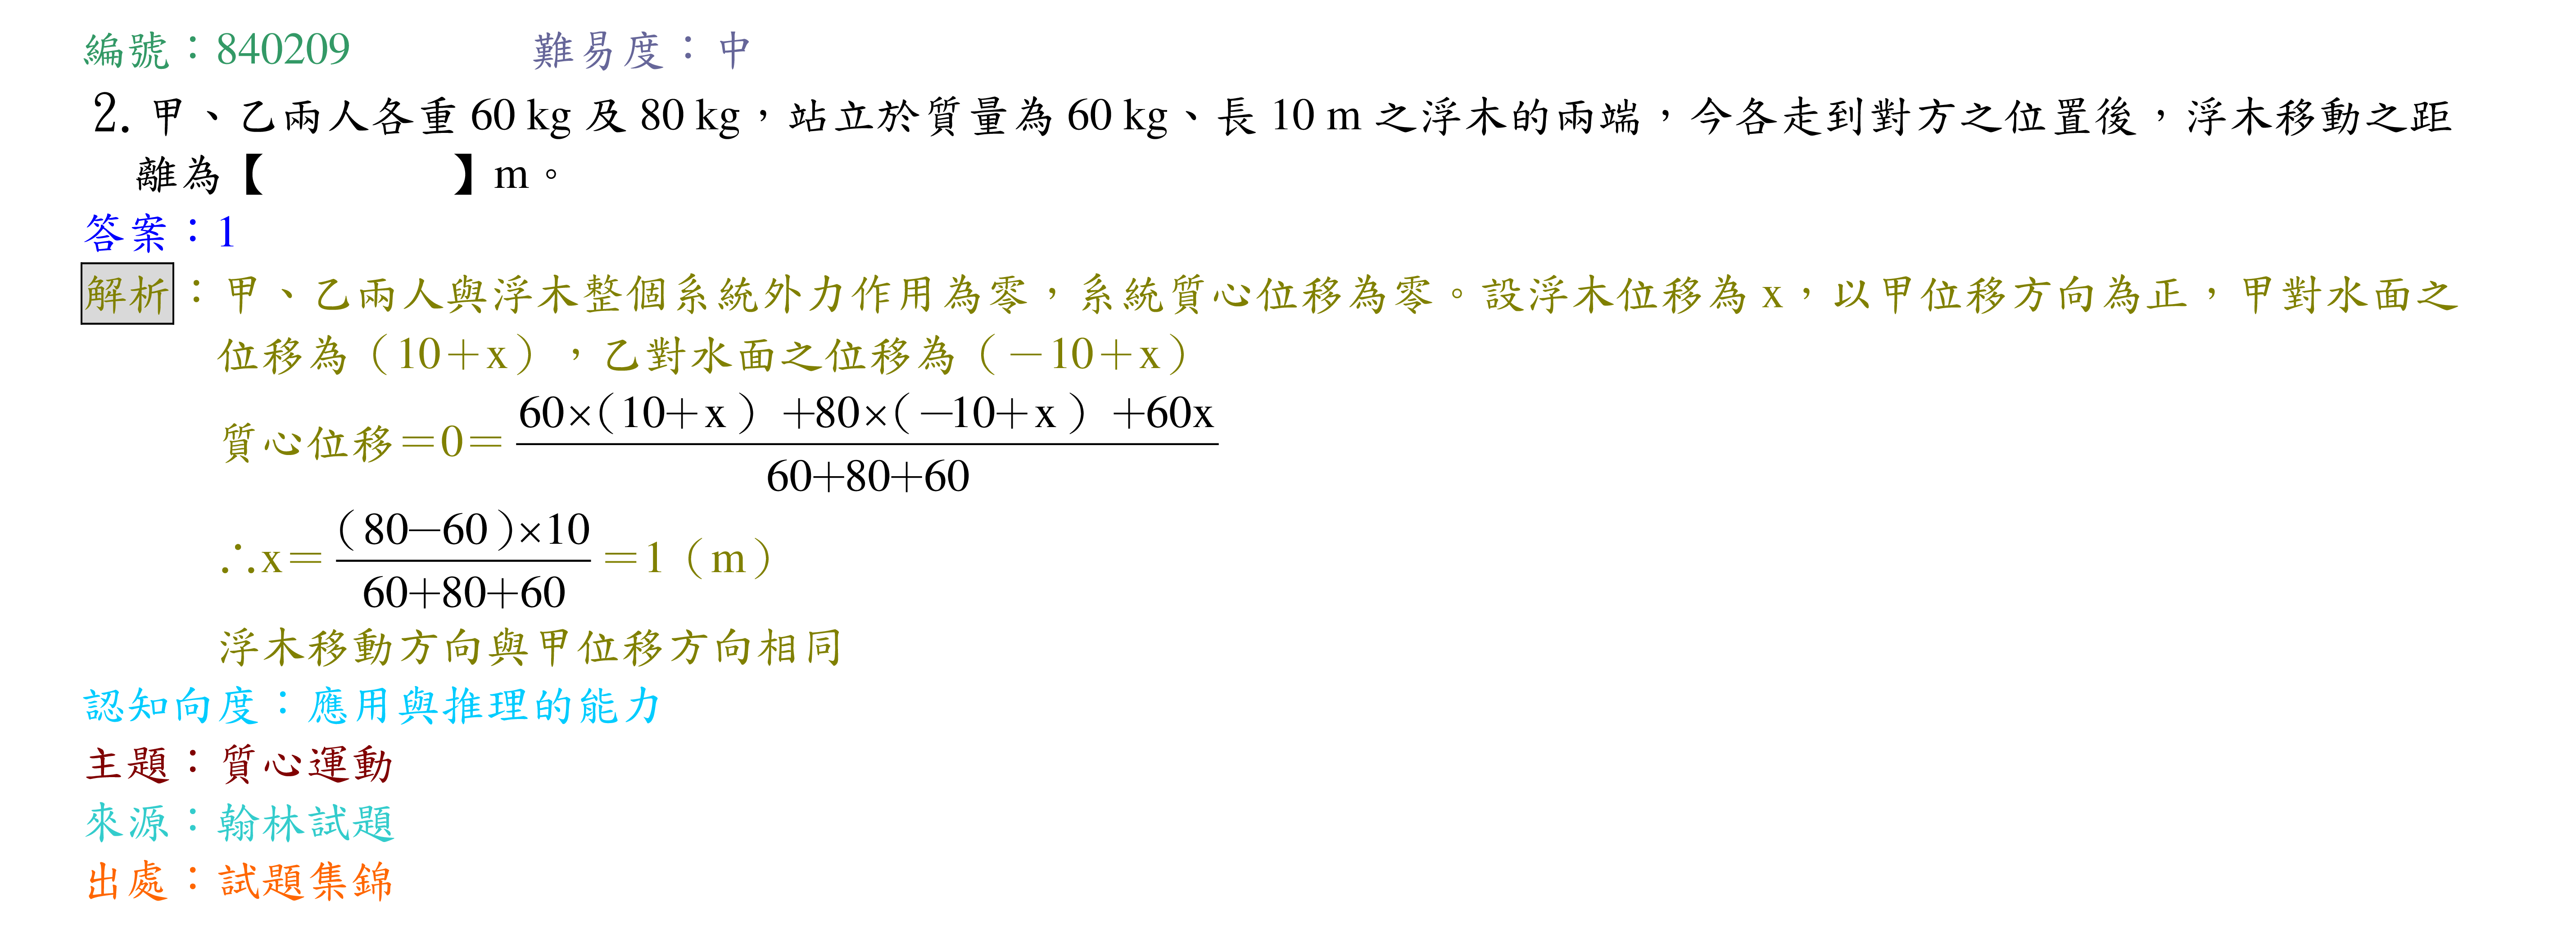 編號：840209 難易度：中
2. 甲、乙兩人各重 60 kg 及 80 kg，站立於質量為 60 kg、長 10 m 之浮木的兩端，今各走到對方之位置後，浮木移動之距
離為【 】m。
答案：1
解析：甲、乙兩人與浮木整個系統外力作用為零，系統質心位移為零。設浮木位移為 x，以甲位移方向為正，甲對水面之
位移為（10＋x），乙對水面之位移為（－10＋x）
質心位移＝0＝ 60×(10+x) +80×(−10+x) +60x / 60+80+60
∴x＝ (80−60)×10 / 60+80+60 ＝1（m）
浮木移動方向與甲位移方向相同
認知向度：應用與推理的能力
主題：質心運動
來源：翰林試題
出處：試題集錦